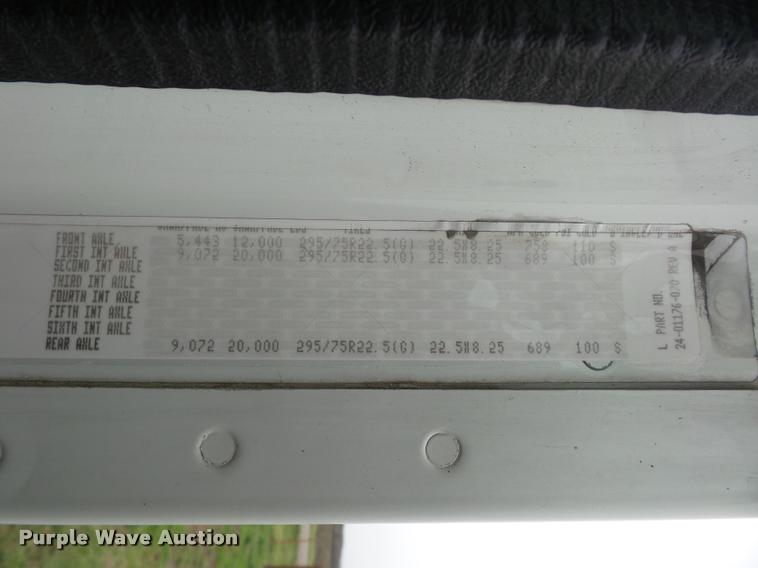 FRONT AXLE, 5,443 12,000 295/75R22.5(G) 22.5X8.25 758 110 S
FIRST INT AXLE 9,072 20,000 295/75R22.5(G) 22.5X8.25 689 100 S
SECOND INT AXLE
THIRD INT AXLE
FOURTH INT AXLE
FIFTH INT AXLE
SIXTH INT AXLE
REAR AXLE 9,072 20,000 295/75R22.5(G) 22.5X8.25 689 100 S
L PART NO.
24-01176-070 REV A
Purple Wave Auction